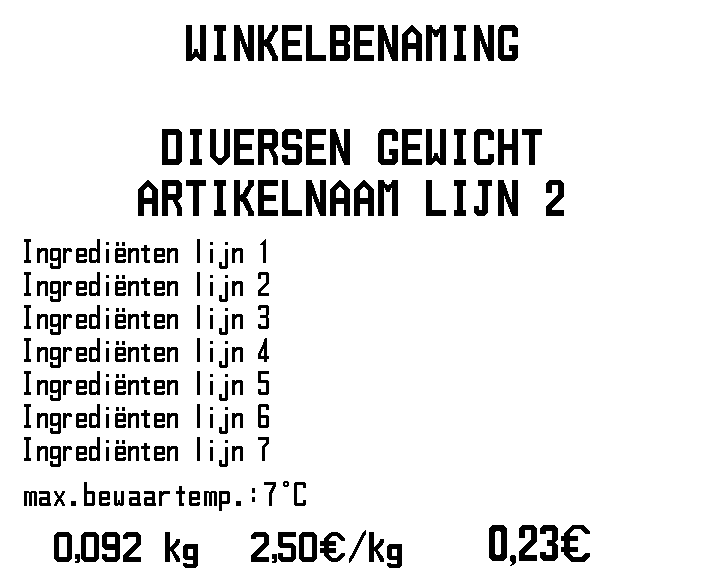 WINKELBENAMING
DIVERSEN GEWICHT
ARTIKELNAAM LIJN 2
Ingrediënten lijn 1
Ingrediënten lijn 2
Ingrediënten lijn 3
Ingrediënten lijn 4
Ingrediënten lijn 5
Ingrediënten lijn 6
Ingrediënten lijn 7
max.bewaartemp.:7°C
0,092 kg 2,50€/kg 0,23€